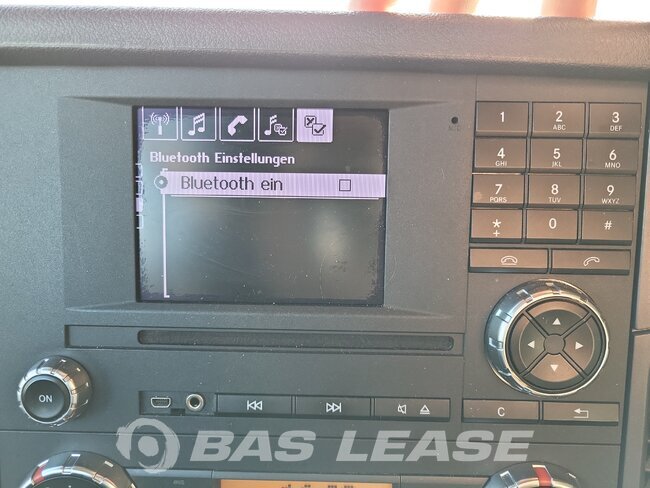 Bluetooth Einstellungen
Bluetooth ein
MIC
1
2 ABC
3 DEF
4 GHI
5 JKL
6 MNO
7 PQRS
8 TUV
9 WXYZ
* +
0
#
ON
C
BAS LEASE